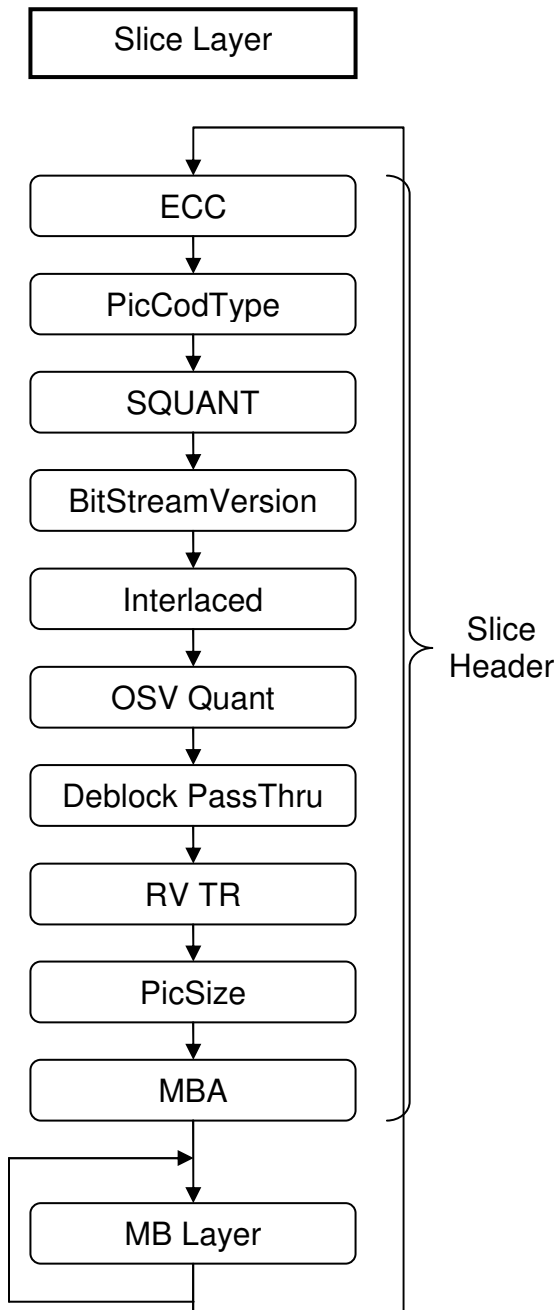 Slice Layer
ECC
PicCodType
SQUANT
BitStreamVersion
Interlaced
OSV Quant
Deblock PassThru
RV TR
PicSize
MBA
MB Layer
Slice
Header